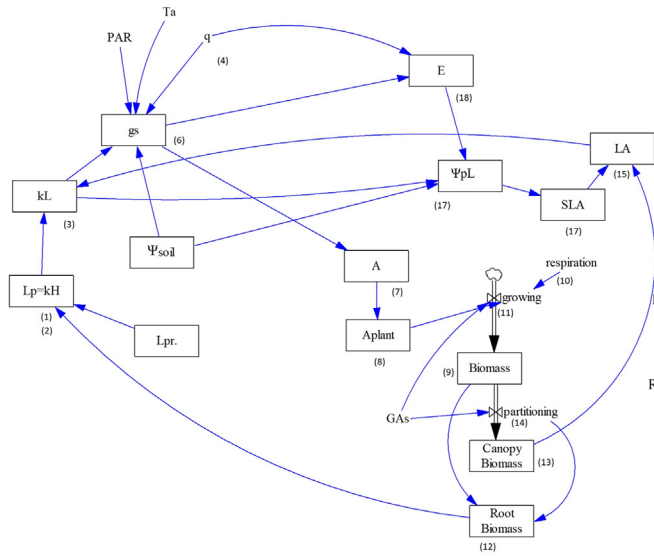 Ta
PAR
q
(4)
E
(18)
gs
(6)
LA
(15)
ΨpL
(17)
kL
(3)
SLA
(17)
Ψsoil
respiration
(10)
A
(7)
Lp=kH
(1)
(2)
growing
(11)
Lpr.
Aplant
(8)
(9)
Biomass
R
GAs
partitioning
(14)
Canopy
Biomass
(13)
Root
Biomass
(12)